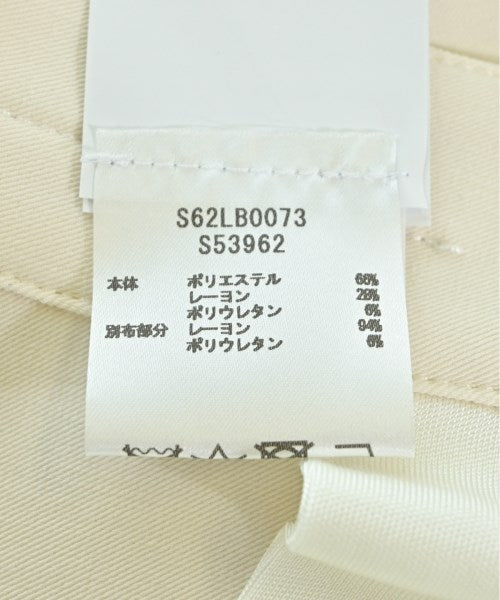 S62LB0073
S53962
本体 ポリエステル 66%
レーヨン 28%
ポリウレタン 6%
別布部分 レーヨン 94%
ポリウレタン 6%